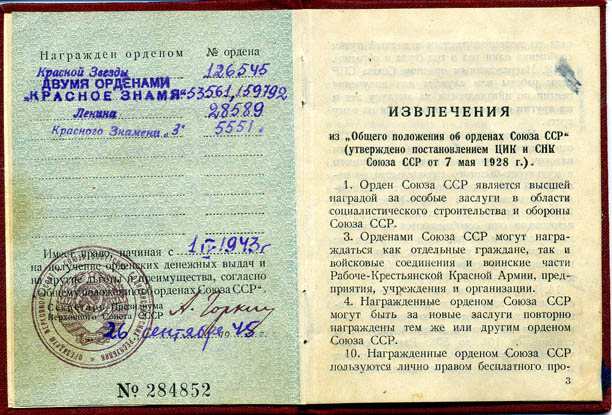 Награжден орденом № ордена
Красной Звезды 126545
ДВУМЯ ОРДЕНАМИ
„КРАСНОЕ ЗНАМЯ“ 53561, 159792
Ленина 28589
Красного Знамени „3“ 5551
Имеет право, начиная с 1 IV 1943 г
на получение орденских денежных выдач и
на другие льготы и преимущества, согласно
„Общему положению об орденах Союза ССР“.
Секретарь Президиума
Верховного Совета СССР А. Горкин
26 сентября 45
№ 284852
ИЗВЛЕЧЕНИЯ
из „Общего положения об орденах Союза ССР“
(утверждено постановлением ЦИК и СНК
Союза ССР от 7 мая 1928 г.).
1. Орден Союза ССР является высшей
наградой за особые заслуги в области
социалистического строительства и обороны
Союза ССР.
3. Орденами Союза ССР могут награ-
ждаться как отдельные граждане, так и
войсковые соединения и воинские части
Рабоче-Крестьянской Красной Армии, пред-
приятия, учреждения и организации.
4. Награжденные орденом Союза ССР
могут быть за новые заслуги повторно
награждены тем же или другим орденом
Союза ССР.
10. Награжденные орденом Союза ССР
пользуются лично правом бесплатного про-
3